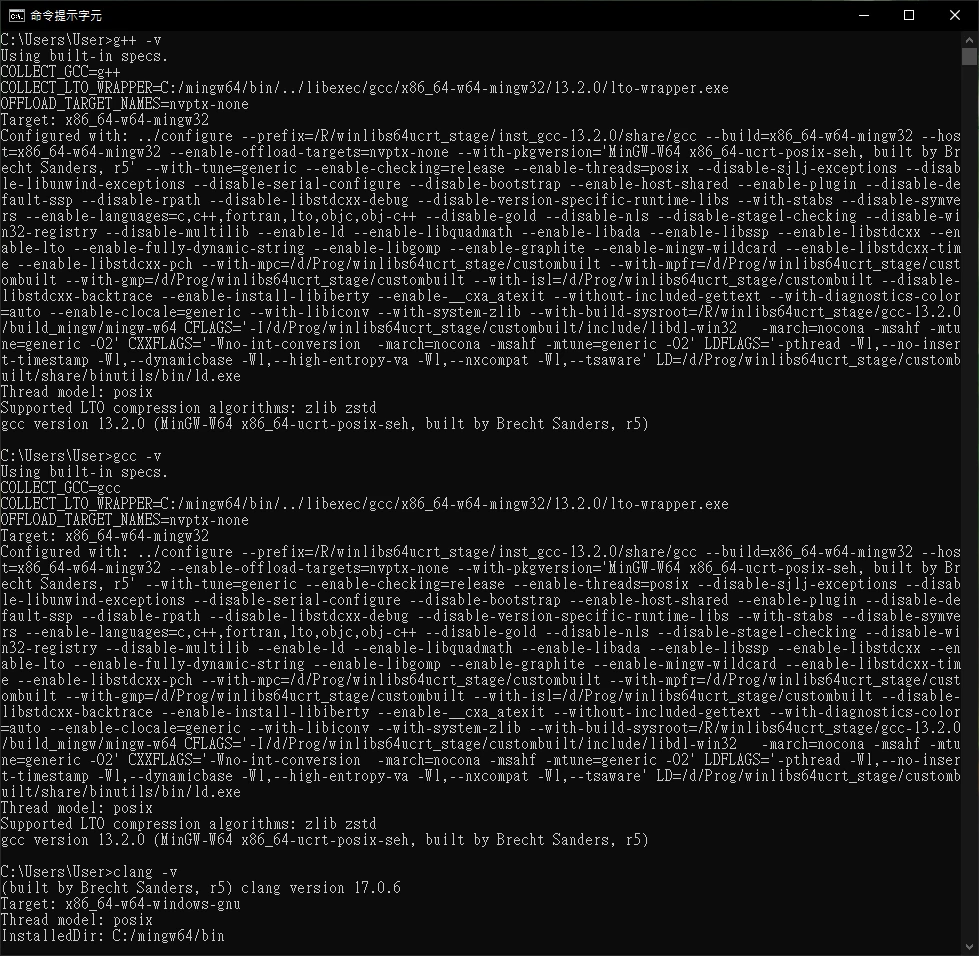 命令提示字元
C:\Users\User>g++ -v
Using built-in specs.
COLLECT_GCC=g++
COLLECT_LTO_WRAPPER=C:/mingw64/bin/../libexec/gcc/x86_64-w64-mingw32/13.2.0/lto-wrapper.exe
OFFLOAD_TARGET_NAMES=nvptx-none
Target: x86_64-w64-mingw32
Configured with: ../configure --prefix=/R/winlibs64ucrt_stage/inst_gcc-13.2.0/share/gcc --build=x86_64-w64-mingw32 --hos
t=x86_64-w64-mingw32 --enable-offload-targets=nvptx-none --with-pkgversion='MinGW-W64 x86_64-ucrt-posix-seh, built by Br
echt Sanders, r5' --with-tune=generic --enable-checking=release --enable-threads=posix --disable-sjlj-exceptions --disab
le-libunwind-exceptions --disable-serial-configure --disable-bootstrap --enable-host-shared --enable-plugin --disable-de
fault-ssp --disable-rpath --disable-libstdcxx-debug --disable-version-specific-runtime-libs --with-stabs --disable-symve
rs --enable-languages=c,c++,fortran,lto,objc,obj-c++ --disable-gold --disable-nls --disable-stage1-checking --disable-wi
n32-registry --disable-multilib --enable-ld --enable-libquadmath --enable-libada --enable-libssp --enable-libstdcxx --en
able-lto --enable-fully-dynamic-string --enable-libgomp --enable-graphite --enable-mingw-wildcard --enable-libstdcxx-tim
e --enable-libstdcxx-pch --with-mpc=/d/Prog/winlibs64ucrt_stage/custombuilt --with-mpfr=/d/Prog/winlibs64ucrt_stage/cust
ombuilt --with-gmp=/d/Prog/winlibs64ucrt_stage/custombuilt --with-isl=/d/Prog/winlibs64ucrt_stage/custombuilt --disable-
libstdcxx-backtrace --enable-install-libiberty --enable-__cxa_atexit --without-included-gettext --with-diagnostics-color
=auto --enable-clocale=generic --with-libiconv --with-system-zlib --with-build-sysroot=/R/winlibs64ucrt_stage/gcc-13.2.0
/build_mingw/mingw-w64 CFLAGS='-I/d/Prog/winlibs64ucrt_stage/custombuilt/include/libdl-win32   -march=nocona -msahf -mtu
ne=generic -O2' CXXFLAGS='-Wno-int-conversion  -march=nocona -msahf -mtune=generic -O2' LDFLAGS='-pthread -Wl,--no-inser
t-timestamp -Wl,--dynamicbase -Wl,--high-entropy-va -Wl,--nxcompat -Wl,--tsaware' LD=/d/Prog/winlibs64ucrt_stage/customb
uilt/share/binutils/bin/ld.exe
Thread model: posix
Supported LTO compression algorithms: zlib zstd
gcc version 13.2.0 (MinGW-W64 x86_64-ucrt-posix-seh, built by Brecht Sanders, r5)
C:\Users\User>gcc -v
Using built-in specs.
COLLECT_GCC=gcc
COLLECT_LTO_WRAPPER=C:/mingw64/bin/../libexec/gcc/x86_64-w64-mingw32/13.2.0/lto-wrapper.exe
OFFLOAD_TARGET_NAMES=nvptx-none
Target: x86_64-w64-mingw32
Configured with: ../configure --prefix=/R/winlibs64ucrt_stage/inst_gcc-13.2.0/share/gcc --build=x86_64-w64-mingw32 --hos
t=x86_64-w64-mingw32 --enable-offload-targets=nvptx-none --with-pkgversion='MinGW-W64 x86_64-ucrt-posix-seh, built by Br
echt Sanders, r5' --with-tune=generic --enable-checking=release --enable-threads=posix --disable-sjlj-exceptions --disab
le-libunwind-exceptions --disable-serial-configure --disable-bootstrap --enable-host-shared --enable-plugin --disable-de
fault-ssp --disable-rpath --disable-libstdcxx-debug --disable-version-specific-runtime-libs --with-stabs --disable-symve
rs --enable-languages=c,c++,fortran,lto,objc,obj-c++ --disable-gold --disable-nls --disable-stage1-checking --disable-wi
n32-registry --disable-multilib --enable-ld --enable-libquadmath --enable-libada --enable-libssp --enable-libstdcxx --en
able-lto --enable-fully-dynamic-string --enable-libgomp --enable-graphite --enable-mingw-wildcard --enable-libstdcxx-tim
e --enable-libstdcxx-pch --with-mpc=/d/Prog/winlibs64ucrt_stage/custombuilt --with-mpfr=/d/Prog/winlibs64ucrt_stage/cust
ombuilt --with-gmp=/d/Prog/winlibs64ucrt_stage/custombuilt --with-isl=/d/Prog/winlibs64ucrt_stage/custombuilt --disable-
libstdcxx-backtrace --enable-install-libiberty --enable-__cxa_atexit --without-included-gettext --with-diagnostics-color
=auto --enable-clocale=generic --with-libiconv --with-system-zlib --with-build-sysroot=/R/winlibs64ucrt_stage/gcc-13.2.0
/build_mingw/mingw-w64 CFLAGS='-I/d/Prog/winlibs64ucrt_stage/custombuilt/include/libdl-win32   -march=nocona -msahf -mtu
ne=generic -O2' CXXFLAGS='-Wno-int-conversion  -march=nocona -msahf -mtune=generic -O2' LDFLAGS='-pthread -Wl,--no-inser
t-timestamp -Wl,--dynamicbase -Wl,--high-entropy-va -Wl,--nxcompat -Wl,--tsaware' LD=/d/Prog/winlibs64ucrt_stage/customb
uilt/share/binutils/bin/ld.exe
Thread model: posix
Supported LTO compression algorithms: zlib zstd
gcc version 13.2.0 (MinGW-W64 x86_64-ucrt-posix-seh, built by Brecht Sanders, r5)
C:\Users\User>clang -v
(built by Brecht Sanders, r5) clang version 17.0.6
Target: x86_64-w64-windows-gnu
Thread model: posix
InstalledDir: C:/mingw64/bin